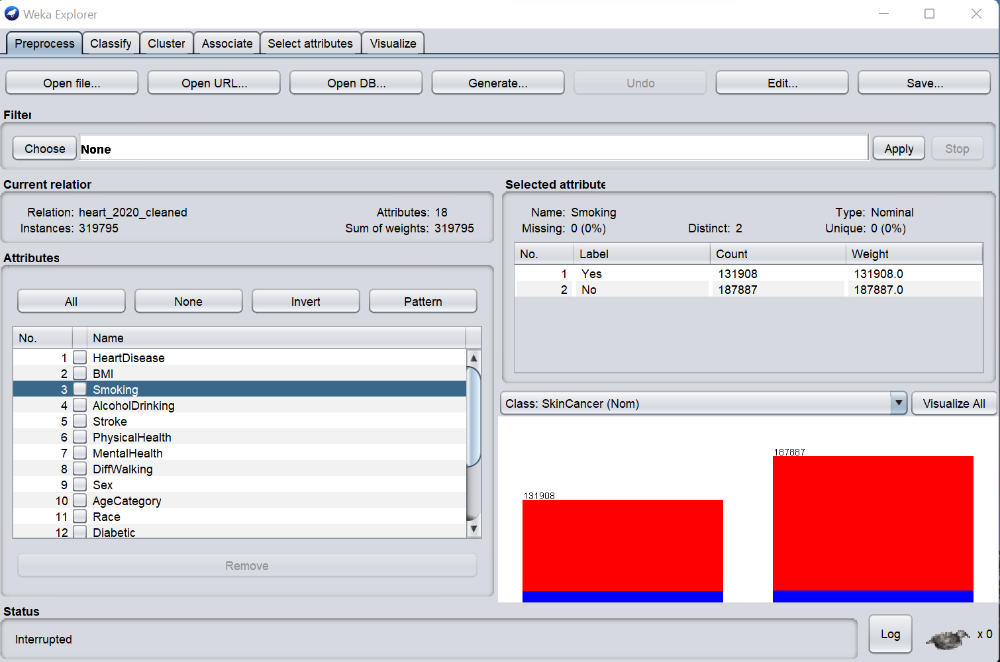 Weka Explorer
Preprocess Classify Cluster Associate Select attributes Visualize
Open file... Open URL... Open DB... Generate... Undo Edit... Save...
Filter
Choose None Apply Stop
Current relation
Relation: heart_2020_cleaned Attributes: 18
Instances: 319795 Sum of weights: 319795
Attributes
All None Invert Pattern
No. Name
1 HeartDisease
2 BMI
3 Smoking
4 AlcoholDrinking
5 Stroke
6 PhysicalHealth
7 MentalHealth
8 DiffWalking
9 Sex
10 AgeCategory
11 Race
12 Diabetic
Remove
Selected attribute
Name: Smoking Type: Nominal
Missing: 0 (0%) Distinct: 2 Unique: 0 (0%)
No. Label Count Weight
1 Yes 131908 131908.0
2 No 187887 187887.0
Class: SkinCancer (Nom) Visualize All
187887
131908
Status
Interrupted
Log x 0